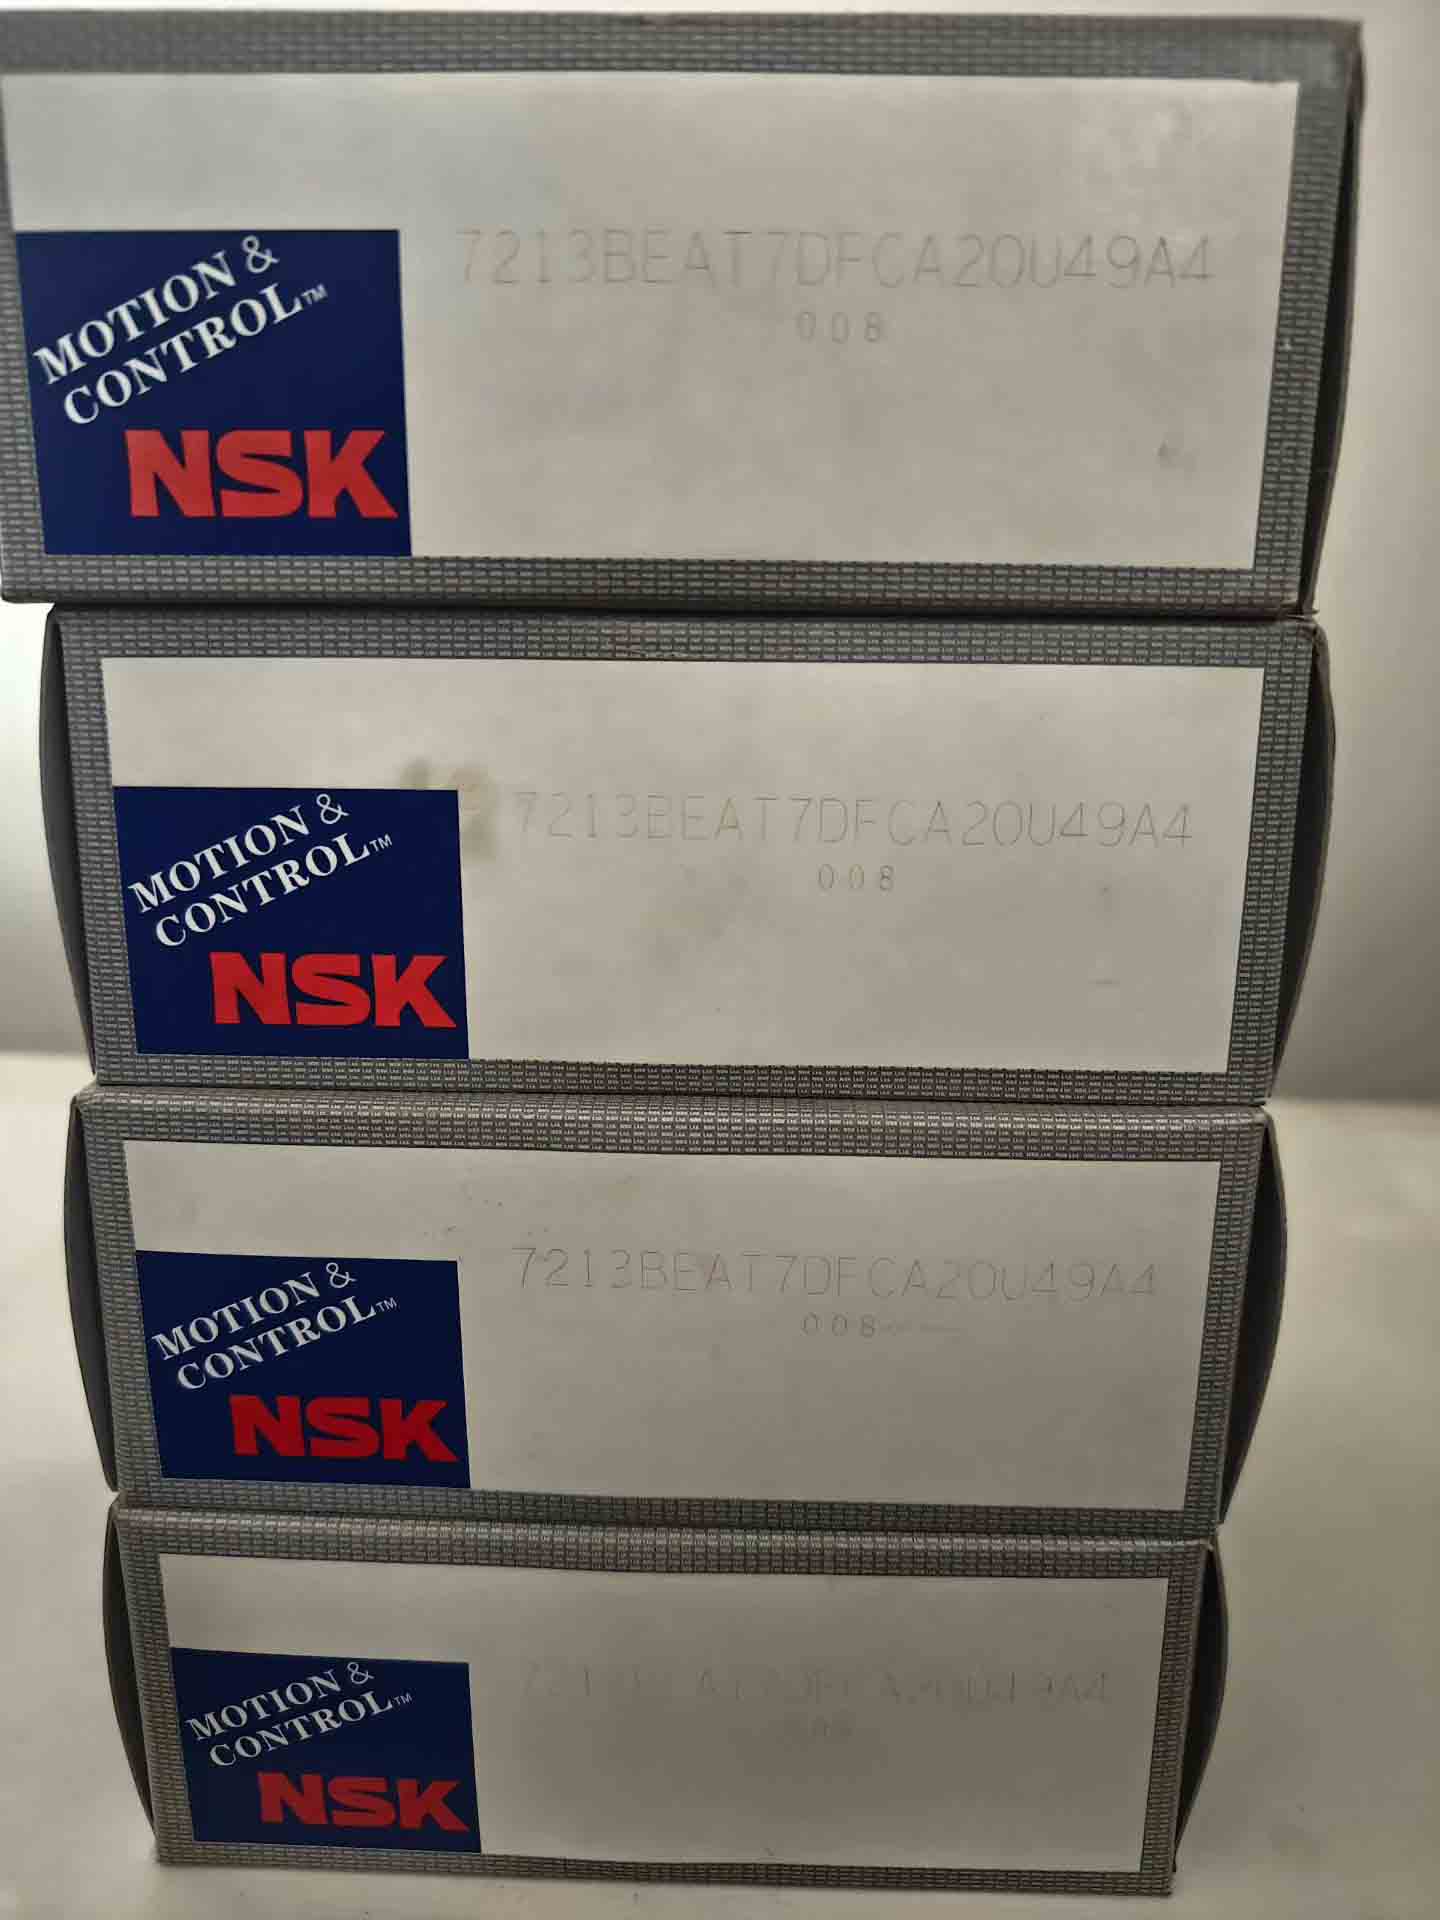 7213BEAT7DFCA20U49A4
008
MOTION &
CONTROL™
NSK
7213BEAT7DFCA20U49A4
008
MOTION &
CONTROL™
NSK
7213BEAT7DFCA20U49A4
008
MOTION &
CONTROL™
NSK
MOTION &
CONTROL™
NSK